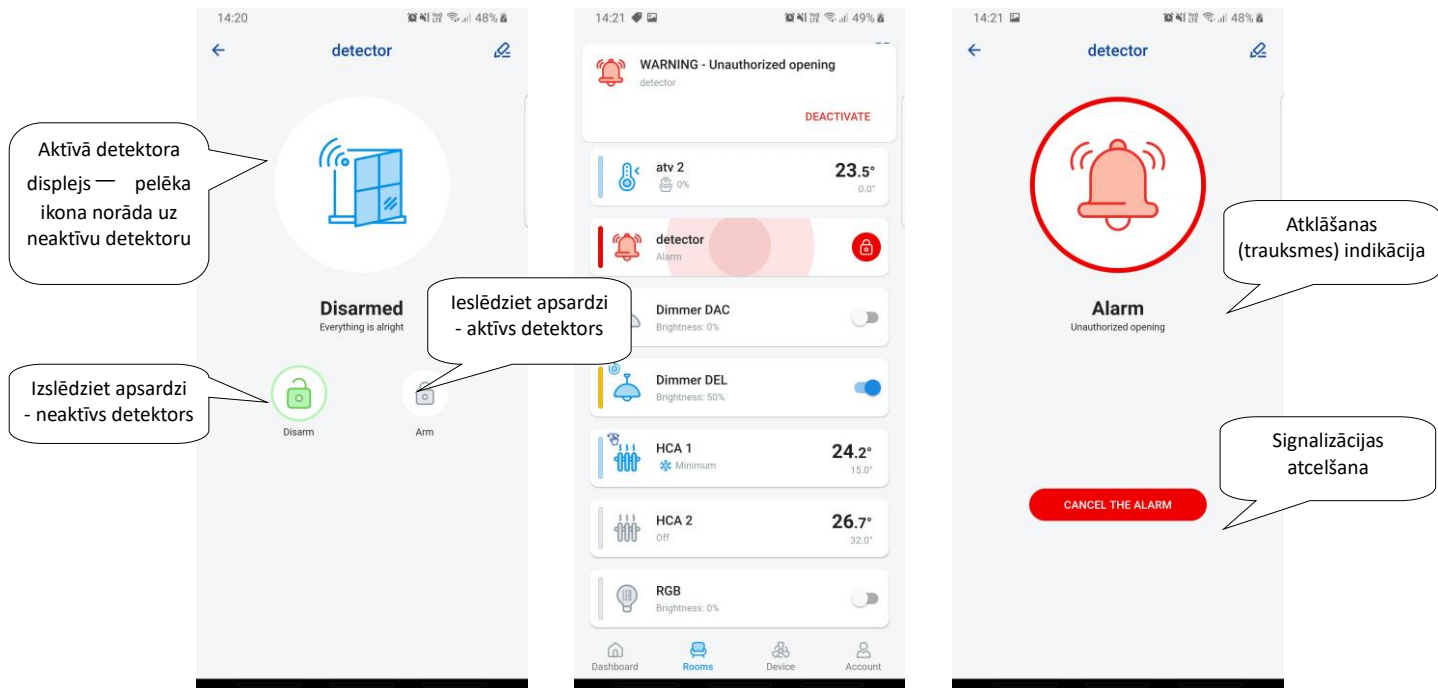 14:20
48%
detector
Aktīvā detektora
displejs — pelēka
ikona norāda uz
neaktīvu detektoru
Disarmed
Everything is alright
Ieslēdziet apsardzi
- aktīvs detektors
Izslēdziet apsardzi
- neaktīvs detektors
Disarm
Arm
14:21
49%
WARNING - Unauthorized opening
detector
DEACTIVATE
atv 2
23.5°
0%
0.0°
detector
Alarm
Dimmer DAC
Brightness: 0%
Dimmer DEL
Brightness: 50%
HCA 1
24.2°
Minimum
15.0°
HCA 2
26.7°
Off
32.0°
RGB
Brightness: 0%
Dashboard
Rooms
Device
Account
14:21
48%
detector
Atklāšanas
(trauksmes) indikācija
Alarm
Unauthorized opening
Signalizācijas
atcelšana
CANCEL THE ALARM